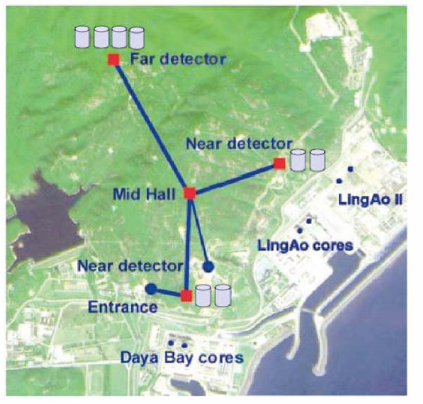 Far detector
Near detector
Mid Hall
LingAo II
LingAo cores
Near detector
Entrance
Daya Bay cores